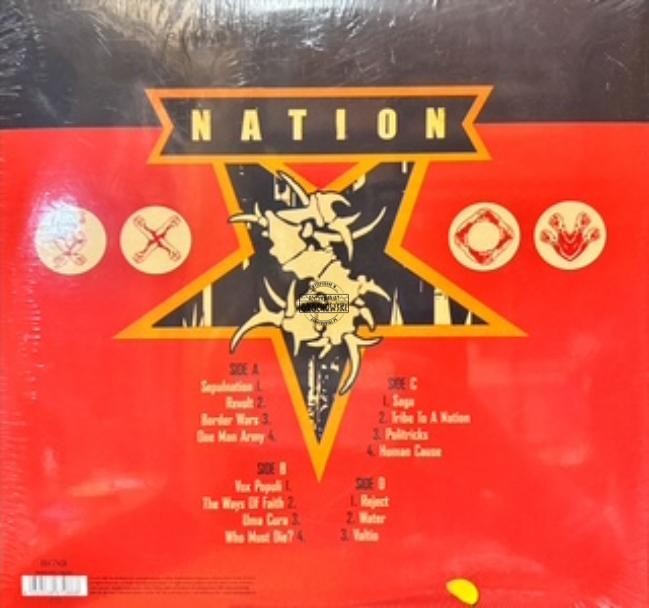 NATION
SIDE A
Sepulnation 1.
Revolt 2.
Border Wars 3.
One Man Army 4.
SIDE B
Vox Populi 1.
The Ways Of Faith 2.
Uma Cura 3.
Who Must Die? 4.
SIDE C
1. Saga
2. Tribe To A Nation
3. Politricks
4. Human Cause
SIDE D
1. Reject
2. Water
3. Valtio